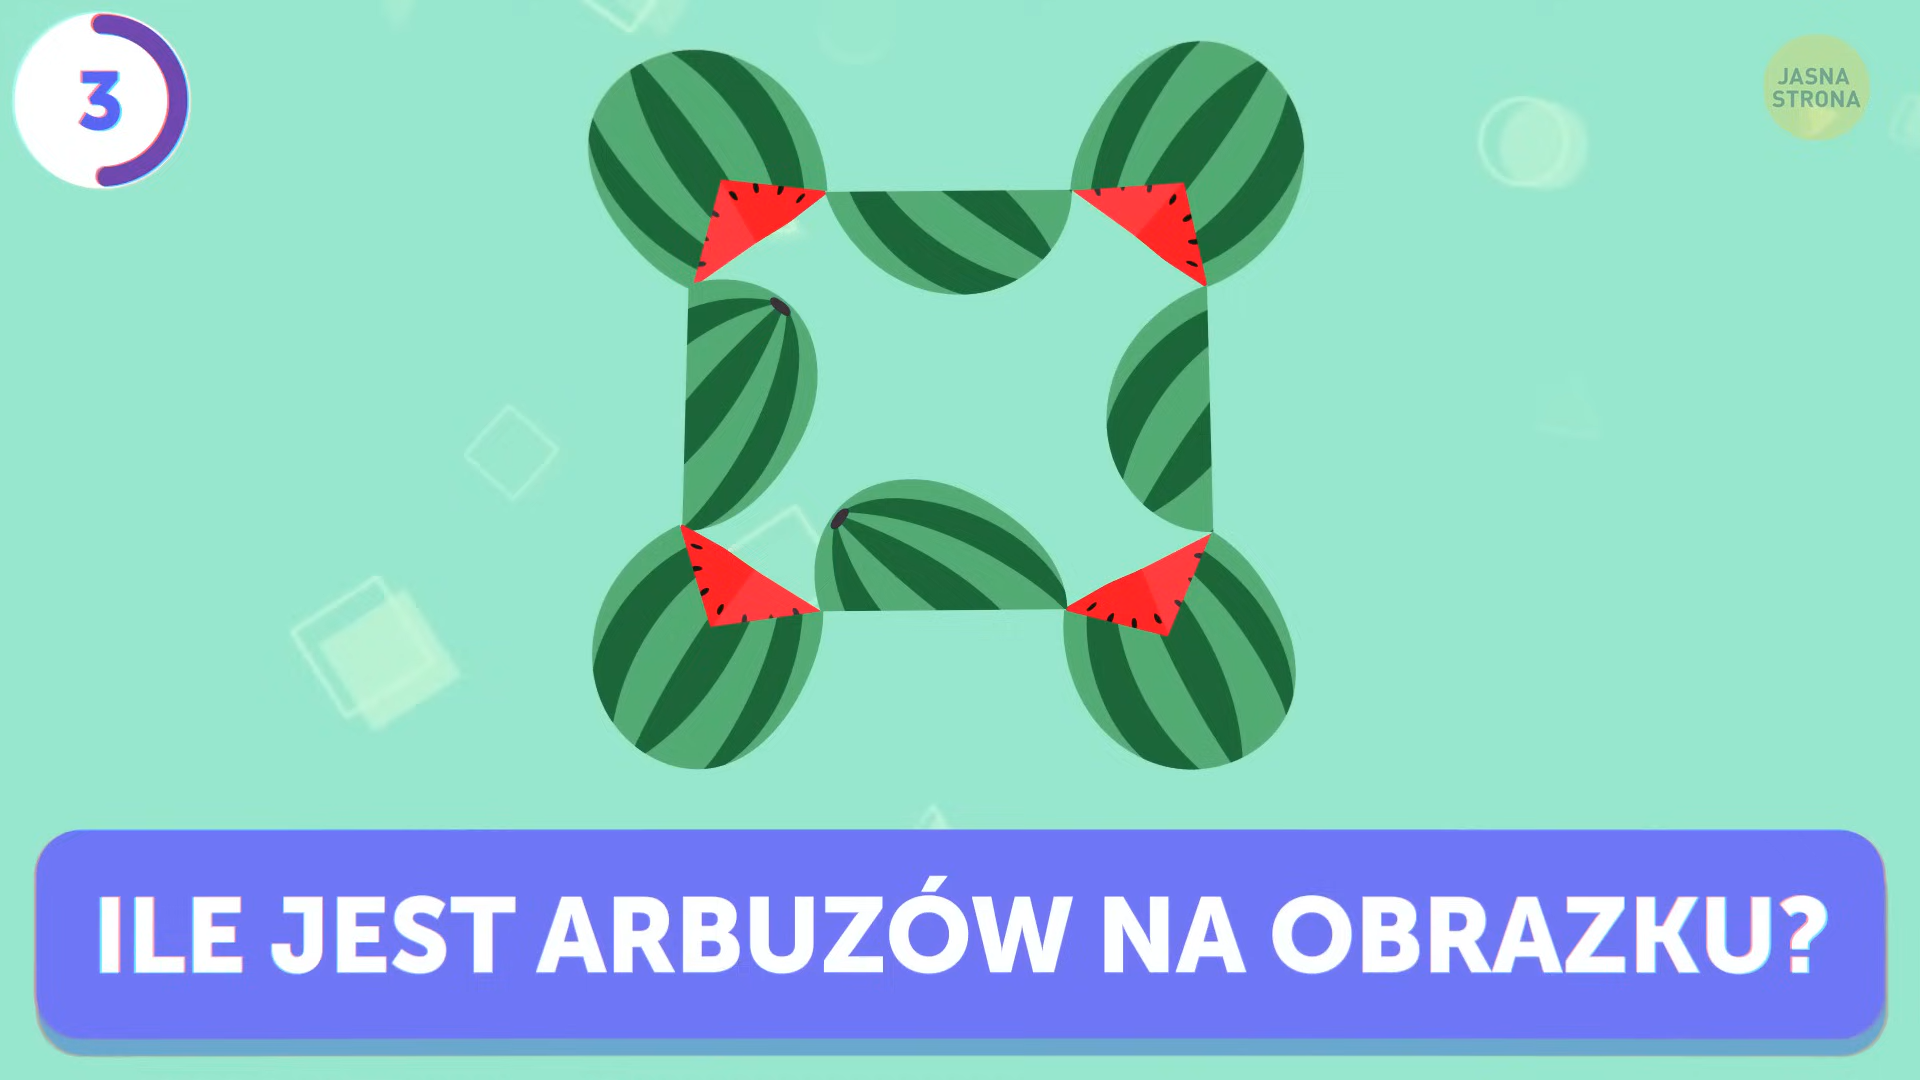 3
JASNA
STRONA
ILE JEST ARBUZÓW NA OBRAZKU?